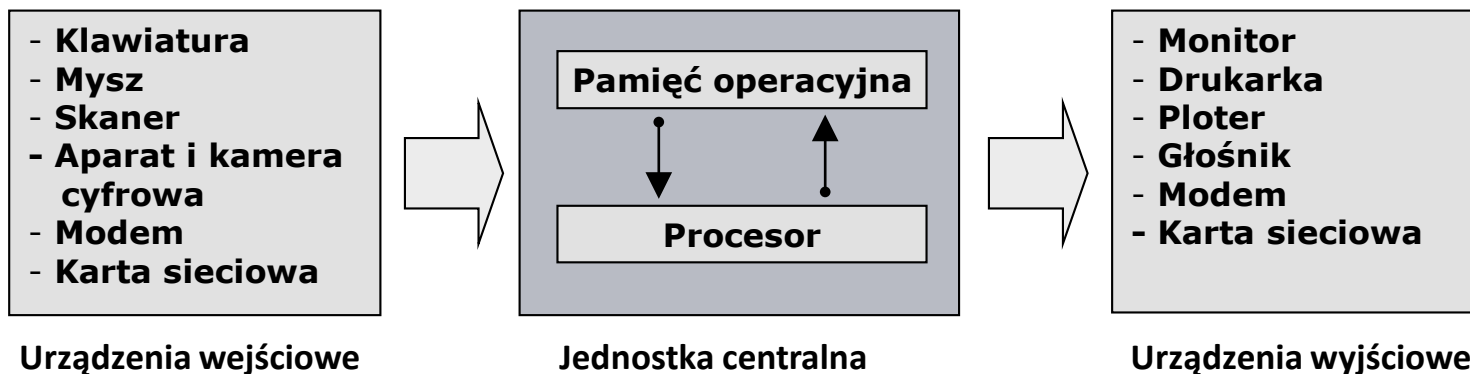 - Klawiatura
- Mysz
- Skaner
- Aparat i kamera
cyfrowa
- Modem
- Karta sieciowa
Urządzenia wejściowe
Pamięć operacyjna
Procesor
Jednostka centralna
- Monitor
- Drukarka
- Ploter
- Głośnik
- Modem
- Karta sieciowa
Urządzenia wyjściowe